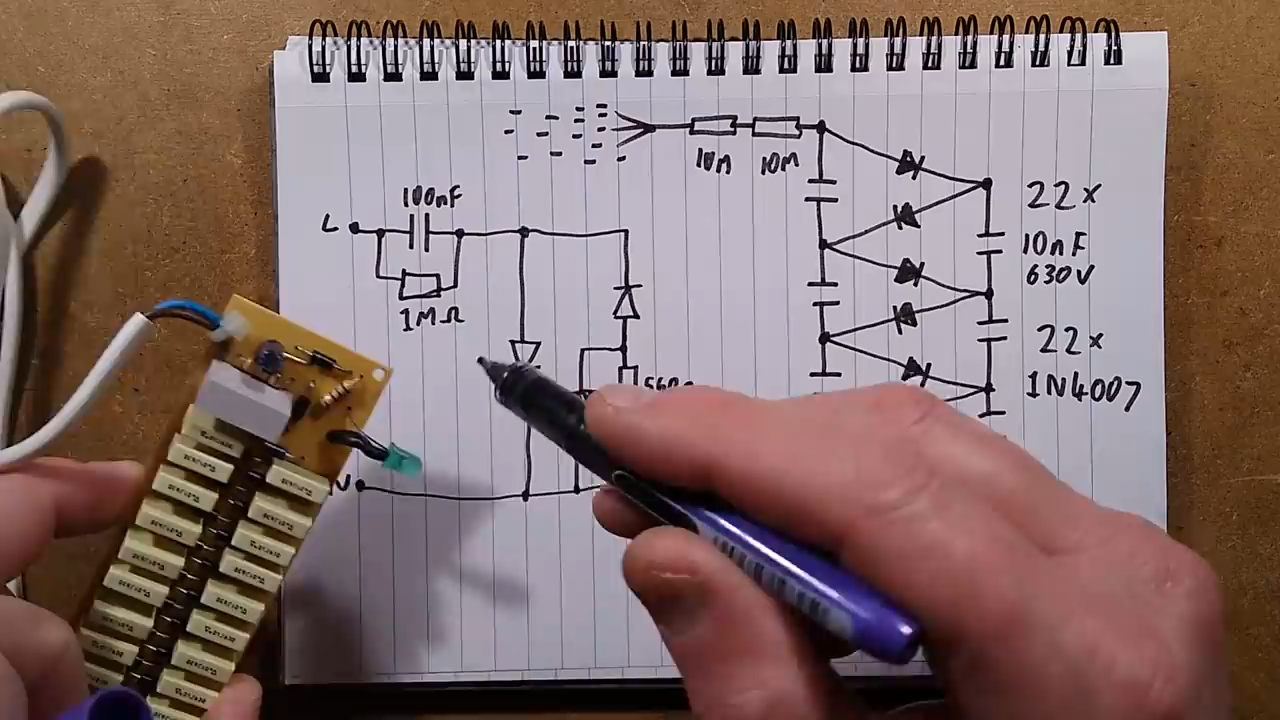 10M 10M
100nF
L
1MΩ
N
22x
10nF
630V
22x
1N4007